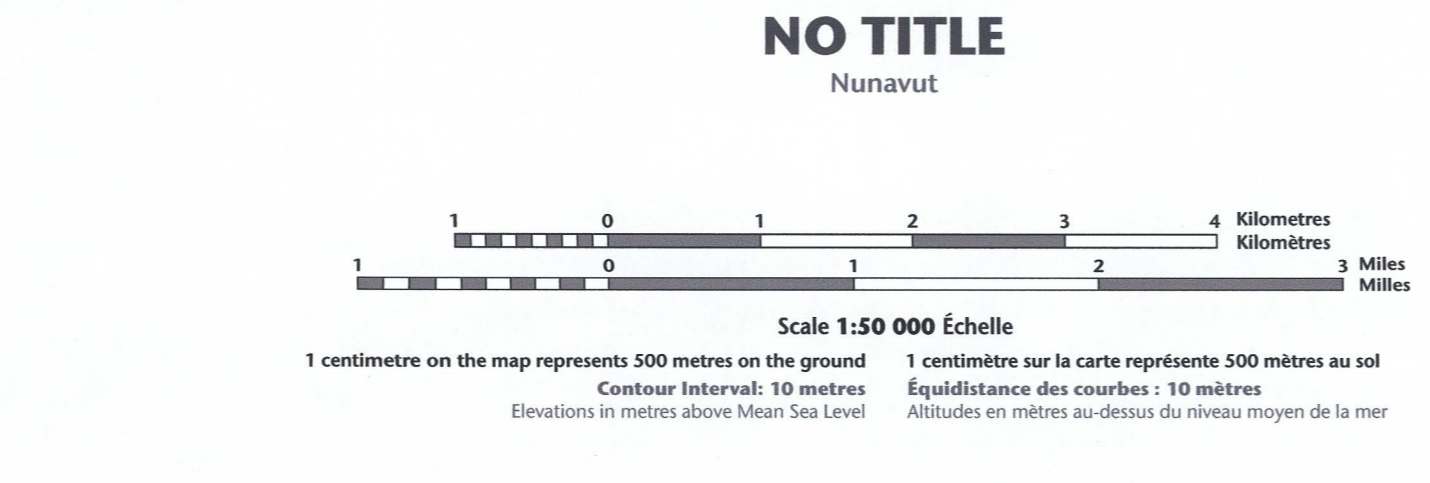 NO TITLE
Nunavut
1 0 1 2 3 4 Kilometres
Kilomètres
1 0 1 2 3 Miles
Milles
Scale 1:50 000 Échelle
1 centimetre on the map represents 500 metres on the ground
1 centimètre sur la carte représente 500 mètres au sol
Contour Interval: 10 metres
Équidistance des courbes : 10 mètres
Elevations in metres above Mean Sea Level
Altitudes en mètres au-dessus du niveau moyen de la mer